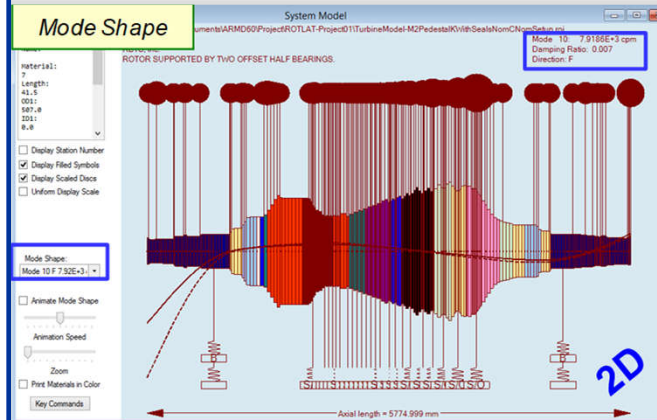 Mode Shape
System Model
uments\ARMD60\Project\ROTLAT-Project01\TurbineModel-M2PedestalKWithSealsNomCNomSetup.roi
ROTOR SUPPORTED BY TWO OFFSET HALF BEARINGS.
Mode 10: 7.9186E+3 cpm
Damping Ratio: 0.007
Direction: F
Material:
7
Length:
41.5
OD1:
507.0
ID1:
0.0
Display Station Number
Display Filled Symbols
Display Scaled Discs
Uniform Display Scale
Mode Shape:
Mode 10 F 7.92E+3
Animate Mode Shape
Animation Speed
Zoom
Print Materials in Color
Key Commands
B
B
2D
Axial length = 5774.999 mm